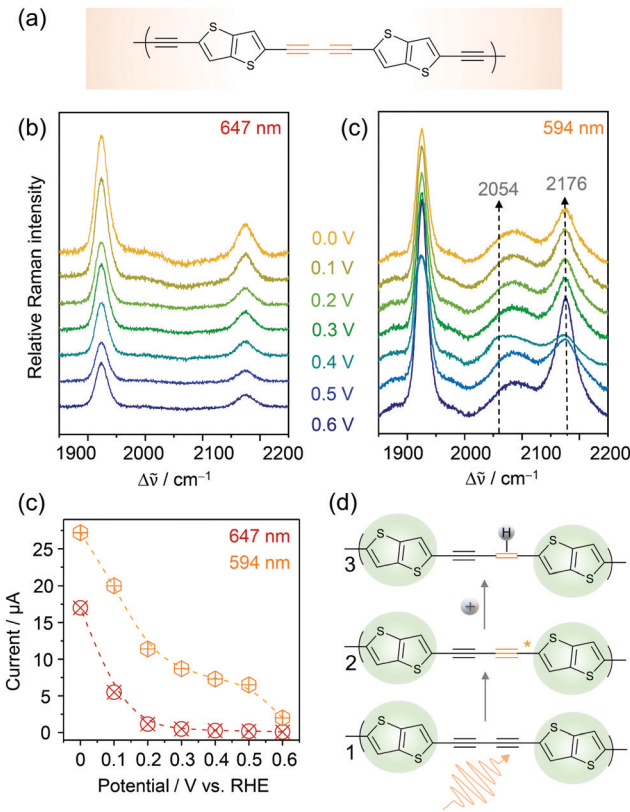 (a)
S
S
S
S
(b)
647 nm
Relative Raman intensity
1900
2000
2100
2200
Δν̃ / cm⁻¹
0.0 V
0.1 V
0.2 V
0.3 V
0.4 V
0.5 V
0.6 V
(c)
594 nm
2054
2176
1900
2000
2100
2200
Δν̃ / cm⁻¹
(c)
647 nm
594 nm
Current / µA
25
20
15
10
5
0
0
0.1
0.2
0.3
0.4
0.5
0.6
Potential / V vs. RHE
(d)
H
S
S
S
S
3
+
S
S
*
S
S
2
S
S
S
S
1